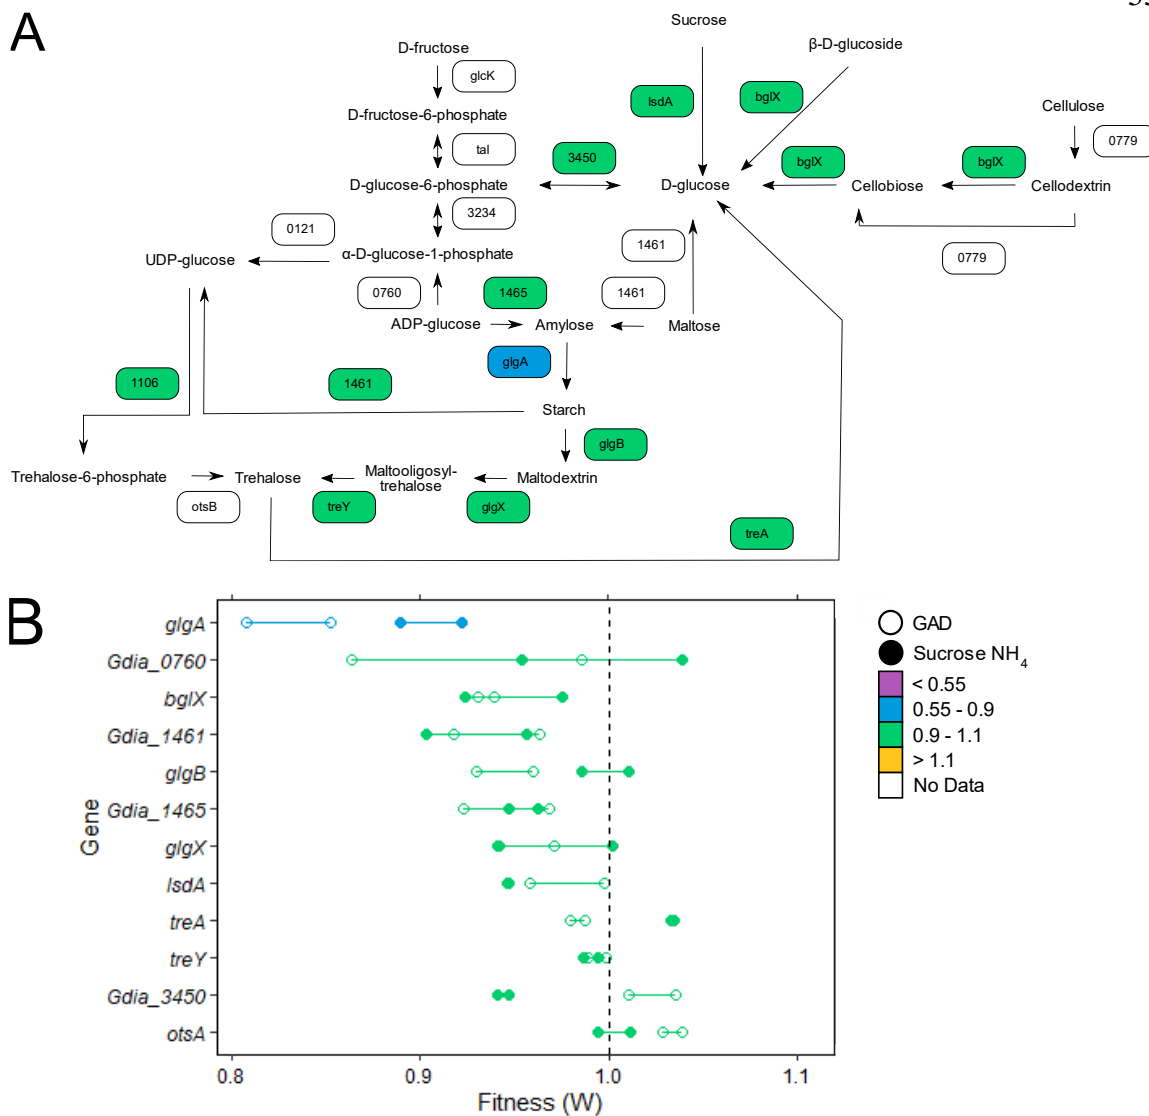 A
Sucrose
D-fructose
β-D-glucoside
glcK
lsdA
bglX
Cellulose
D-fructose-6-phosphate
0779
tal
3450
bglX
bglX
D-glucose-6-phosphate
D-glucose
Cellobiose
Cellodextrin
3234
0121
1461
UDP-glucose
α-D-glucose-1-phosphate
0779
0760
1465
1461
ADP-glucose
Amylose
Maltose
glgA
1106
1461
Starch
glgB
Trehalose-6-phosphate
Trehalose
Maltooligosyl-
trehalose
Maltodextrin
otsB
treY
glgX
treA
B
Gene
glgA
Gdia_0760
bglX
Gdia_1461
glgB
Gdia_1465
glgX
lsdA
treA
treY
Gdia_3450
otsA
0.8
0.9
1.0
1.1
Fitness (W)
GAD
Sucrose NH4
< 0.55
0.55 - 0.9
0.9 - 1.1
> 1.1
No Data